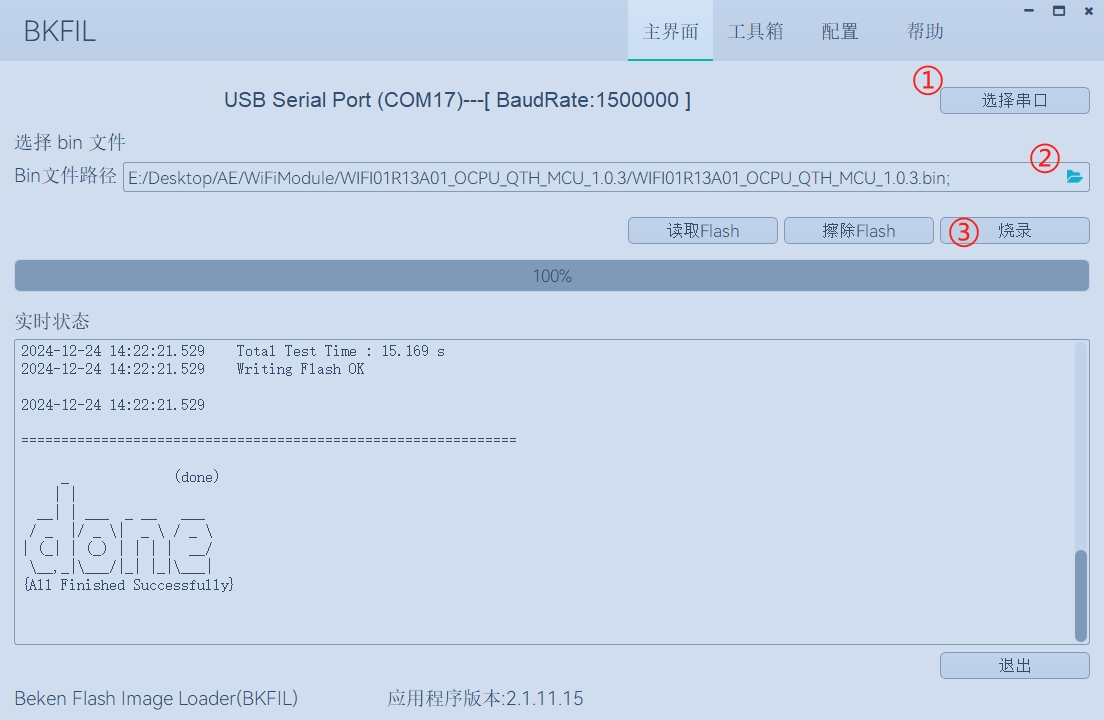 BKFIL
主界面 工具箱 配置 帮助
USB Serial Port (COM17)---[ BaudRate:1500000 ]
① 选择串口
选择 bin 文件
Bin文件路径 E:/Desktop/AE/WiFiModule/WIFI01R13A01_OCPU_QTH_MCU_1.0.3/WIFI01R13A01_OCPU_QTH_MCU_1.0.3.bin; ②
读取Flash 擦除Flash ③ 烧录
100%
实时状态
2024-12-24 14:22:21.529 Total Test Time : 15.169 s
2024-12-24 14:22:21.529 Writing Flash OK
2024-12-24 14:22:21.529
==============================================================
(done)
done
{All Finished Successfully}
退出
Beken Flash Image Loader(BKFIL) 应用程序版本:2.1.11.15